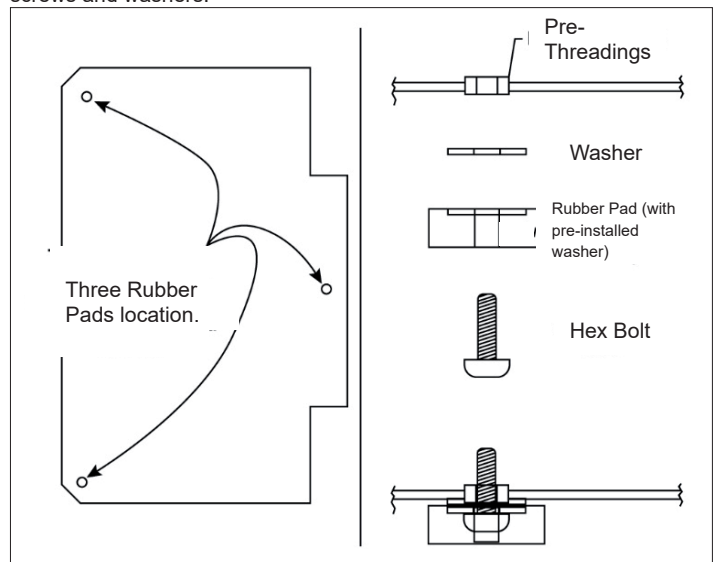 screws and washers.
Pre-
Threadings
Washer
Rubber Pad (with
pre-installed
washer)
Three Rubber
Pads location.
Hex Bolt